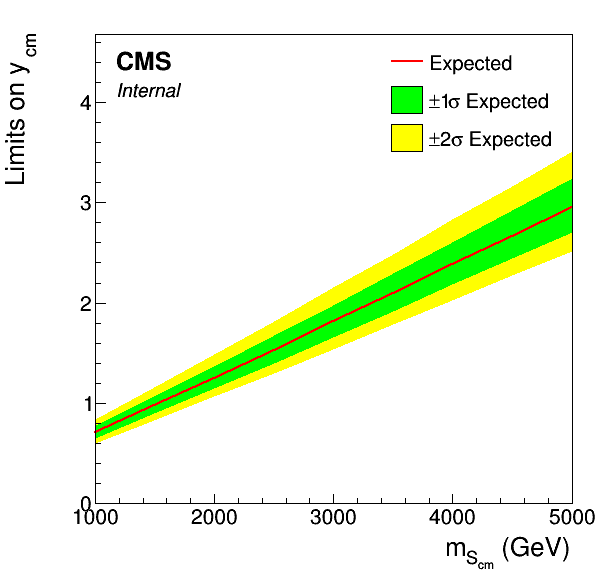 CMS
Internal
Expected
±1σ Expected
±2σ Expected
Limits on y_cm
4
3
2
1
0
1000 2000 3000 4000 5000
m_S_cm (GeV)